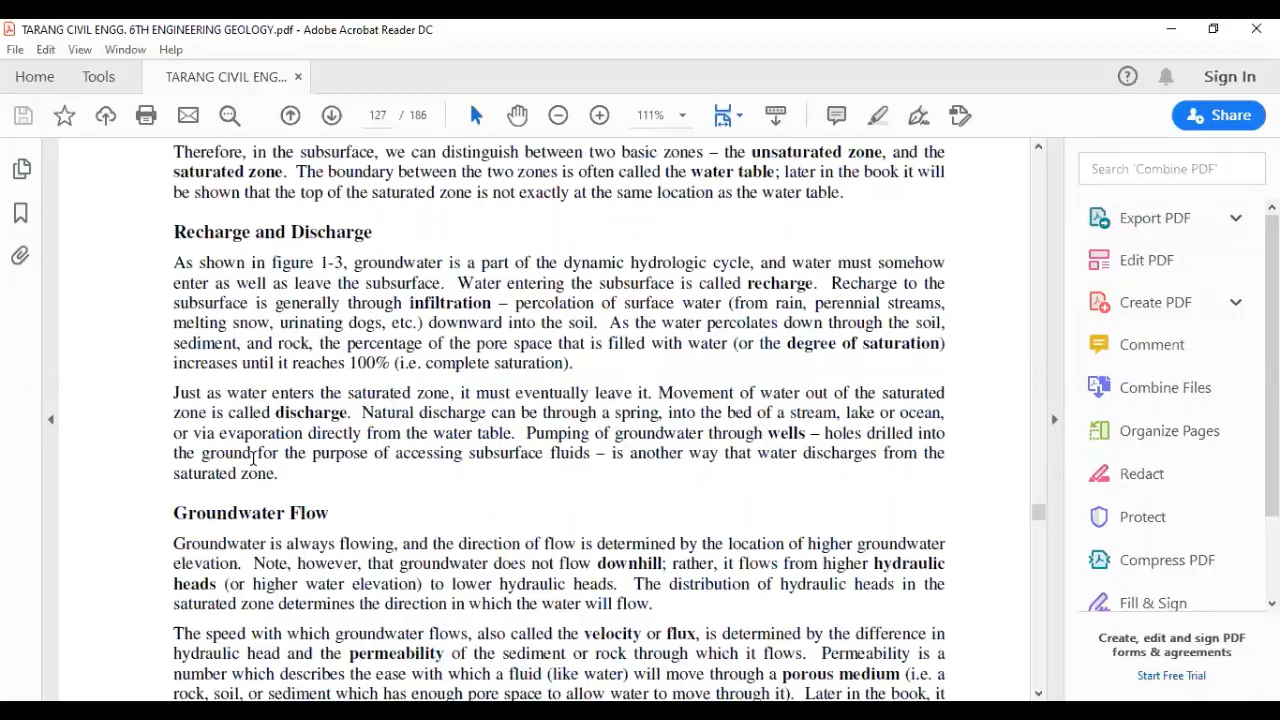 TARANG CIVIL ENGG. 6TH ENGINEERING GEOLOGY.pdf - Adobe Acrobat Reader DC
File Edit View Window Help
Home Tools TARANG CIVIL ENG... × Sign In
127 / 186 111% Share
Therefore, in the subsurface, we can distinguish between two basic zones – the unsaturated zone, and the
saturated zone. The boundary between the two zones is often called the water table; later in the book it will
be shown that the top of the saturated zone is not exactly at the same location as the water table.
Recharge and Discharge
As shown in figure 1-3, groundwater is a part of the dynamic hydrologic cycle, and water must somehow
enter as well as leave the subsurface. Water entering the subsurface is called recharge. Recharge to the
subsurface is generally through infiltration – percolation of surface water (from rain, perennial streams,
melting snow, urinating dogs, etc.) downward into the soil. As the water percolates down through the soil,
sediment, and rock, the percentage of the pore space that is filled with water (or the degree of saturation)
increases until it reaches 100% (i.e. complete saturation).
Just as water enters the saturated zone, it must eventually leave it. Movement of water out of the saturated
zone is called discharge. Natural discharge can be through a spring, into the bed of a stream, lake or ocean,
or via evaporation directly from the water table. Pumping of groundwater through wells – holes drilled into
the ground for the purpose of accessing subsurface fluids – is another way that water discharges from the
saturated zone.
Groundwater Flow
Groundwater is always flowing, and the direction of flow is determined by the location of higher groundwater
elevation. Note, however, that groundwater does not flow downhill; rather, it flows from higher hydraulic
heads (or higher water elevation) to lower hydraulic heads. The distribution of hydraulic heads in the
saturated zone determines the direction in which the water will flow.
The speed with which groundwater flows, also called the velocity or flux, is determined by the difference in
hydraulic head and the permeability of the sediment or rock through which it flows. Permeability is a
number which describes the ease with which a fluid (like water) will move through a porous medium (i.e. a
rock, soil, or sediment which has enough pore space to allow water to move through it). Later in the book, it
Search 'Combine PDF'
Export PDF
Edit PDF
Create PDF
Comment
Combine Files
Organize Pages
Redact
Protect
Compress PDF
Fill & Sign
Create, edit and sign PDF
forms & agreements
Start Free Trial